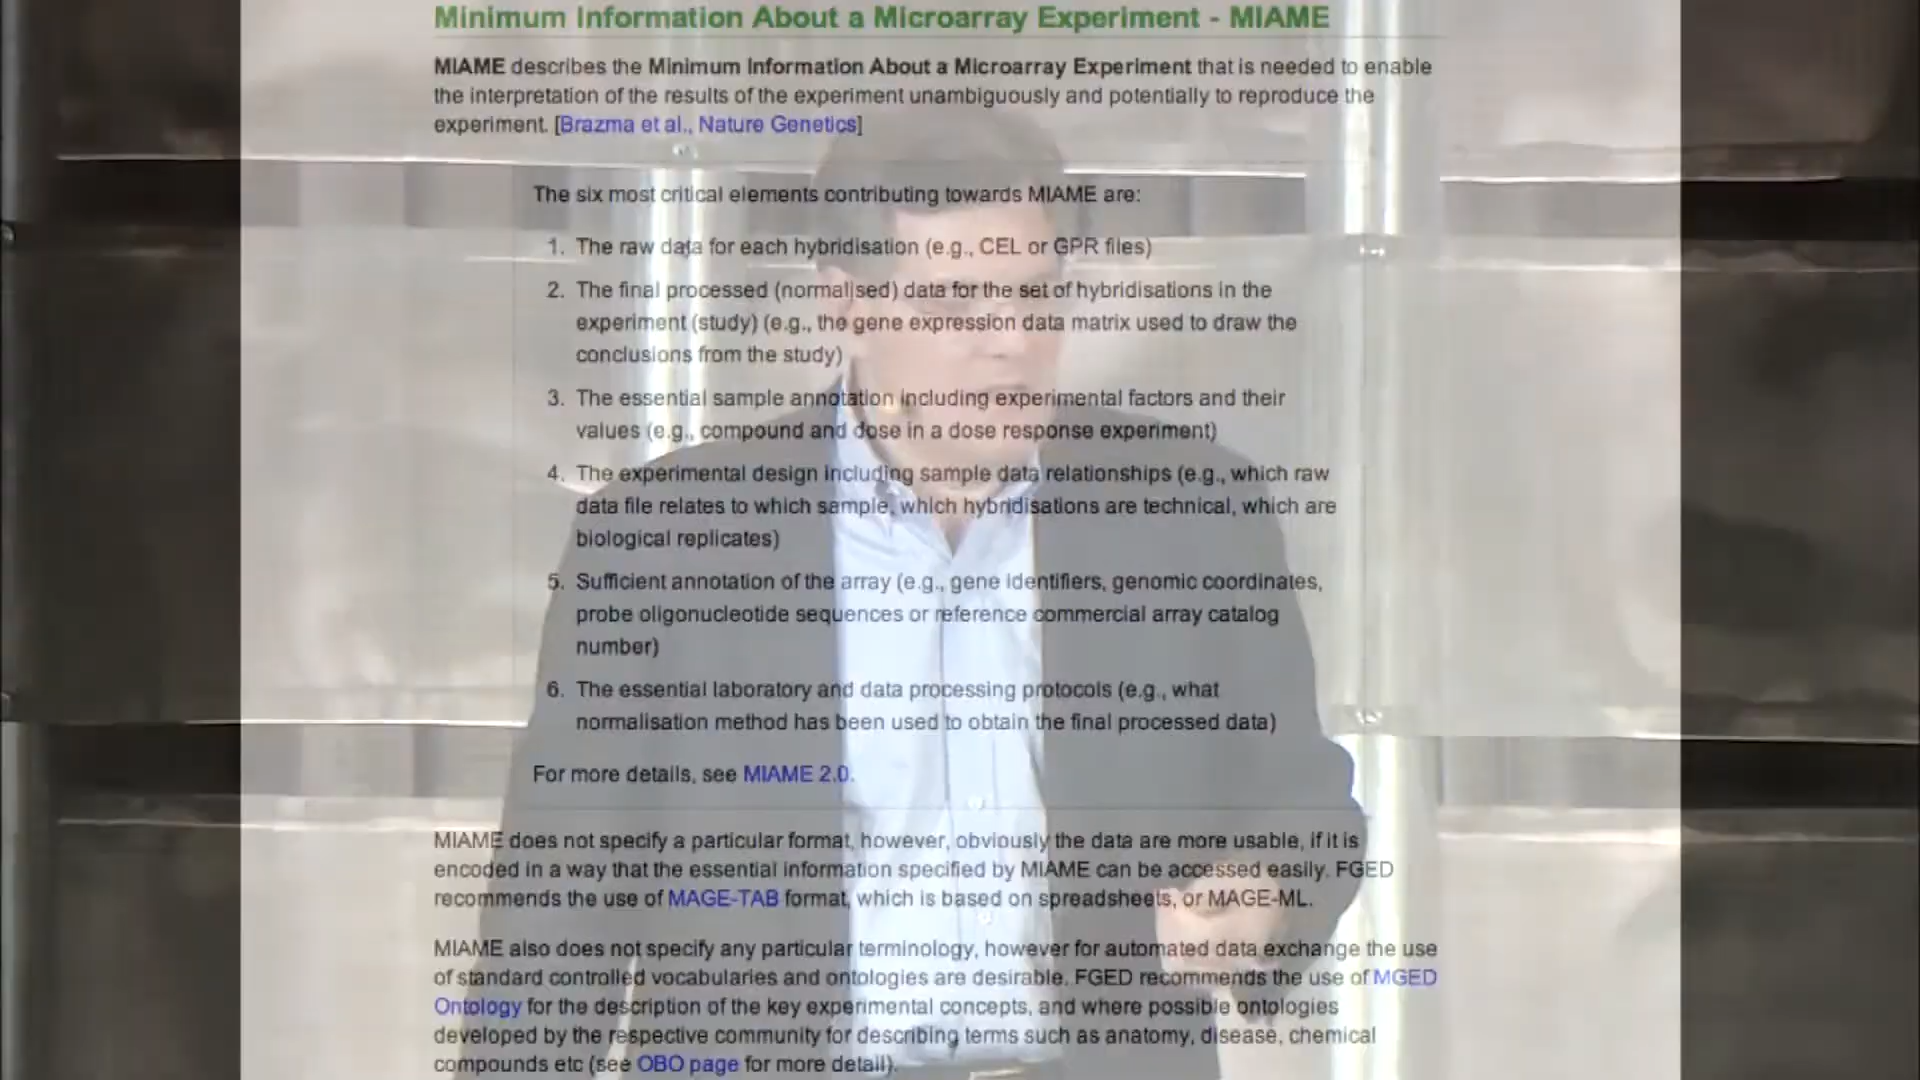 Minimum Information About a Microarray Experiment - MIAME
MIAME describes the Minimum Information About a Microarray Experiment that is needed to enable
the interpretation of the results of the experiment unambiguously and potentially to reproduce the
experiment. [Brazma et al., Nature Genetics]
The six most critical elements contributing towards MIAME are:
1. The raw data for each hybridisation (e.g., CEL or GPR files)
2. The final processed (normalised) data for the set of hybridisations in the
experiment (study) (e.g., the gene expression data matrix used to draw the
conclusions from the study)
3. The essential sample annotation including experimental factors and their
values (e.g., compound and dose in a dose response experiment)
4. The experimental design including sample data relationships (e.g., which raw
data file relates to which sample, which hybridisations are technical, which are
biological replicates)
5. Sufficient annotation of the array (e.g., gene identifiers, genomic coordinates,
probe oligonucleotide sequences or reference commercial array catalog
number)
6. The essential laboratory and data processing protocols (e.g., what
normalisation method has been used to obtain the final processed data)
For more details, see MIAME 2.0.
MIAME does not specify a particular format, however, obviously the data are more usable, if it is
encoded in a way that the essential information specified by MIAME can be accessed easily. FGED
recommends the use of MAGE-TAB format, which is based on spreadsheets, or MAGE-ML.
MIAME also does not specify any particular terminology, however for automated data exchange the use
of standard controlled vocabularies and ontologies are desirable. FGED recommends the use of MGED
Ontology for the description of the key experimental concepts, and where possible ontologies
developed by the respective community for describing terms such as anatomy, disease, chemical
compounds etc (see OBO page for more detail).